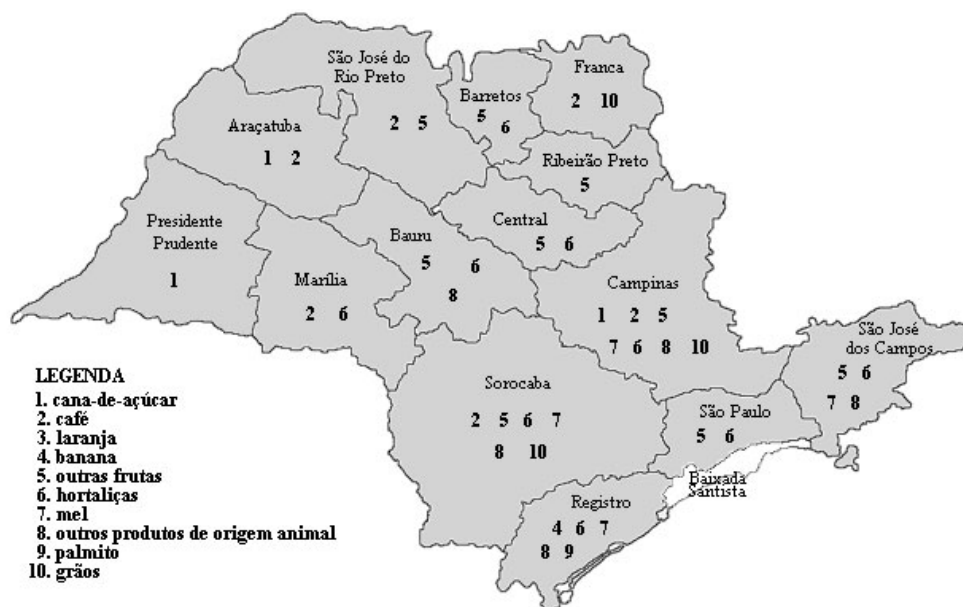 São José do
Rio Preto
2 5
Barretos
5
6
Franca
2 10
Araçatuba
1 2
Ribeirão Preto
5
Presidente
Prudente
1
Marília
2 6
Bauru
5 6
8
Central
5 6
Campinas
1 2 5
7 6 8 10
São José
dos Campos
5 6
7 8
Sorocaba
2 5 6 7
8 10
São Paulo
5 6
Baixada
Santista
Registro
4 6 7
8 9
LEGENDA
1. cana-de-açúcar
2. café
3. laranja
4. banana
5. outras frutas
6. hortaliças
7. mel
8. outros produtos de origem animal
9. palmito
10. grãos